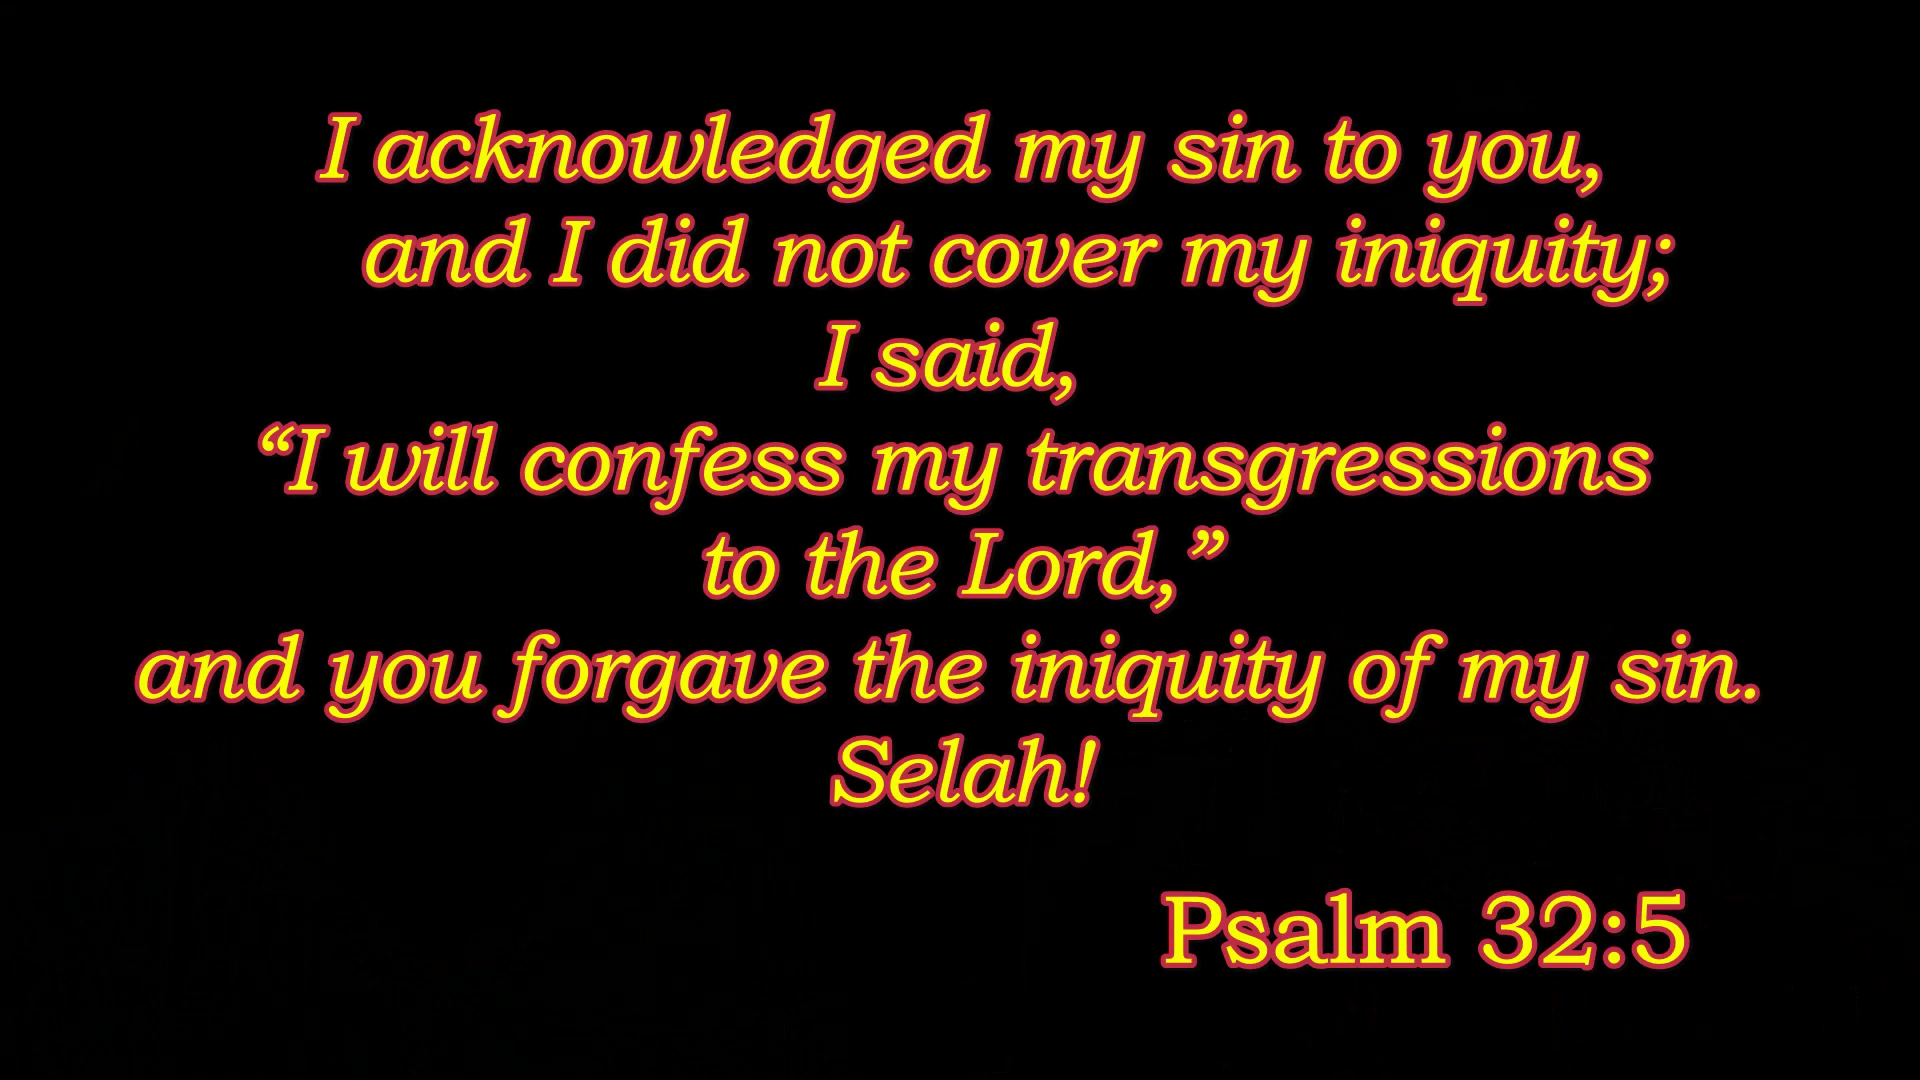 I acknowledged my sin to you,
and I did not cover my iniquity;
I said,
“I will confess my transgressions
to the Lord,”
and you forgave the iniquity of my sin.
Selah!
Psalm 32:5